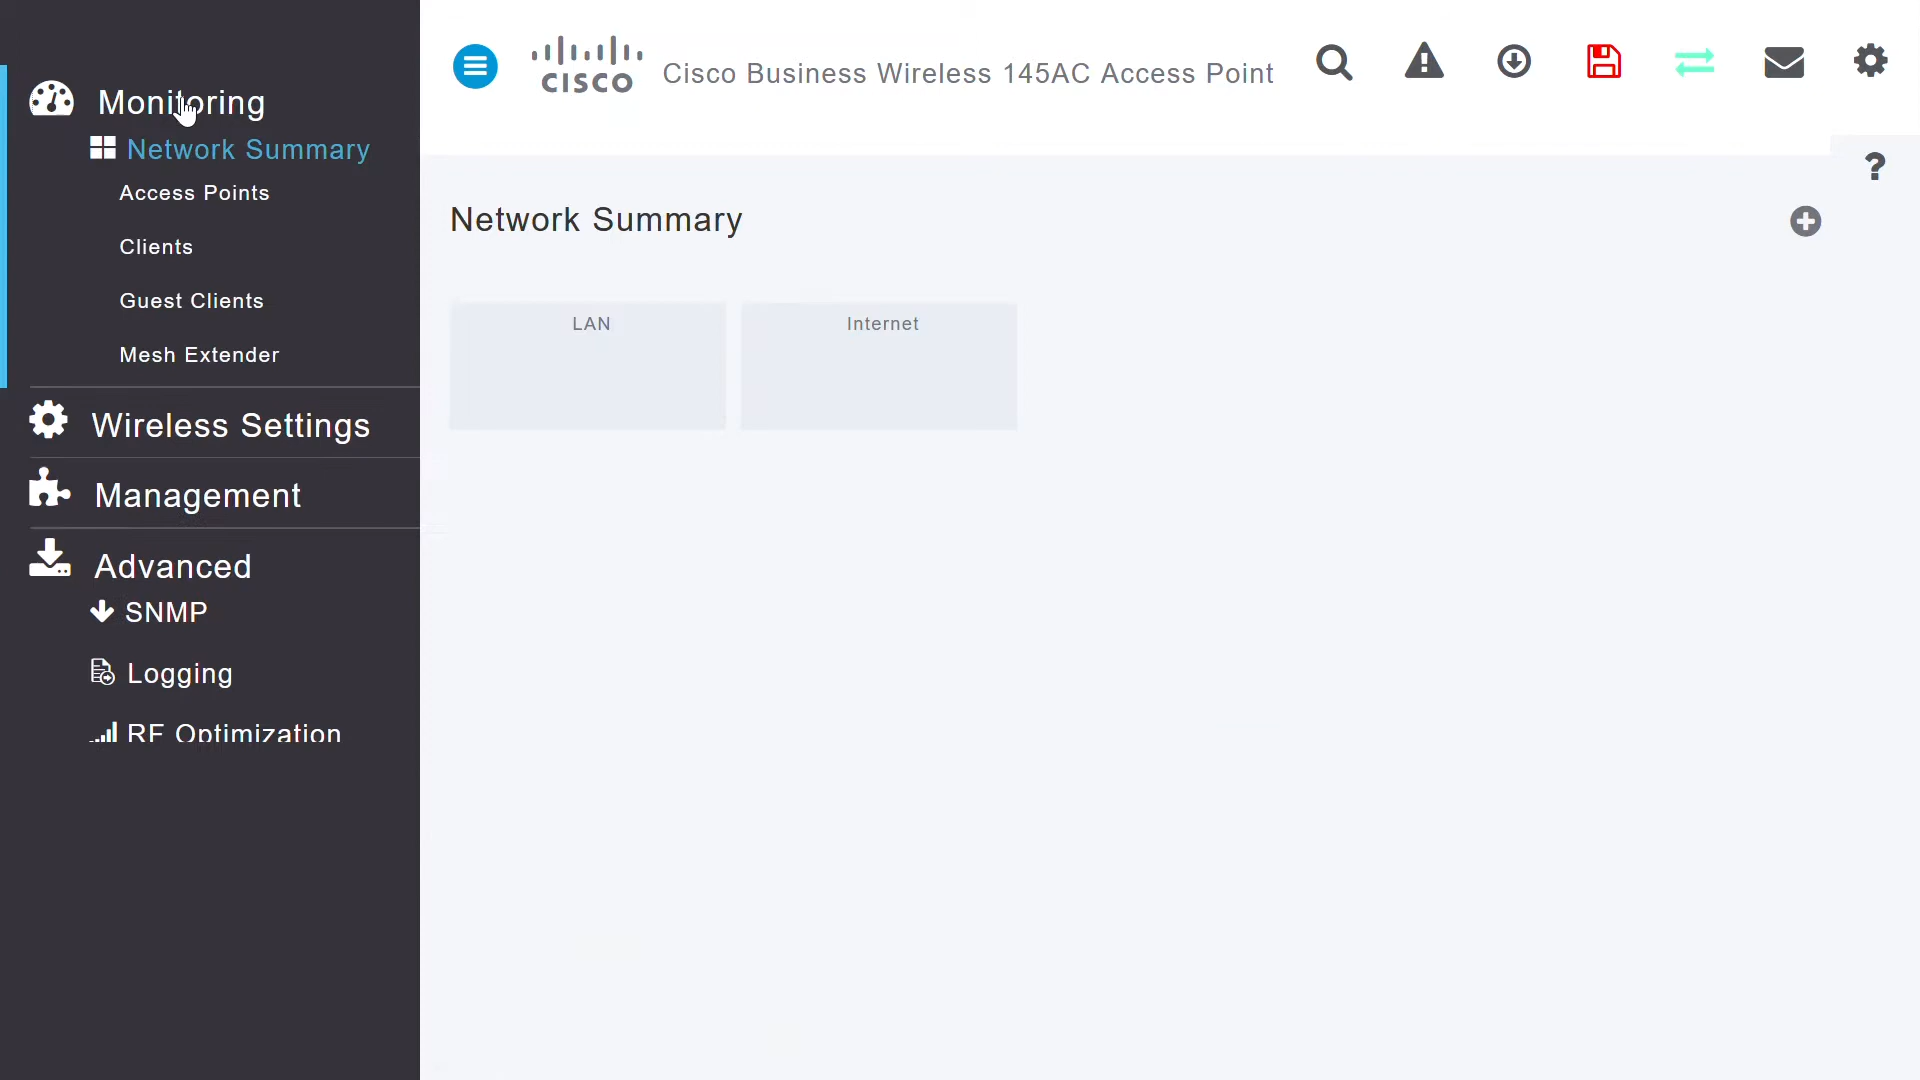 Monitoring
Network Summary
Access Points
Clients
Guest Clients
Mesh Extender
Wireless Settings
Management
Advanced
SNMP
Logging
RF Optimization
CISCO
Cisco Business Wireless 145AC Access Point
?
Network Summary
LAN
Internet